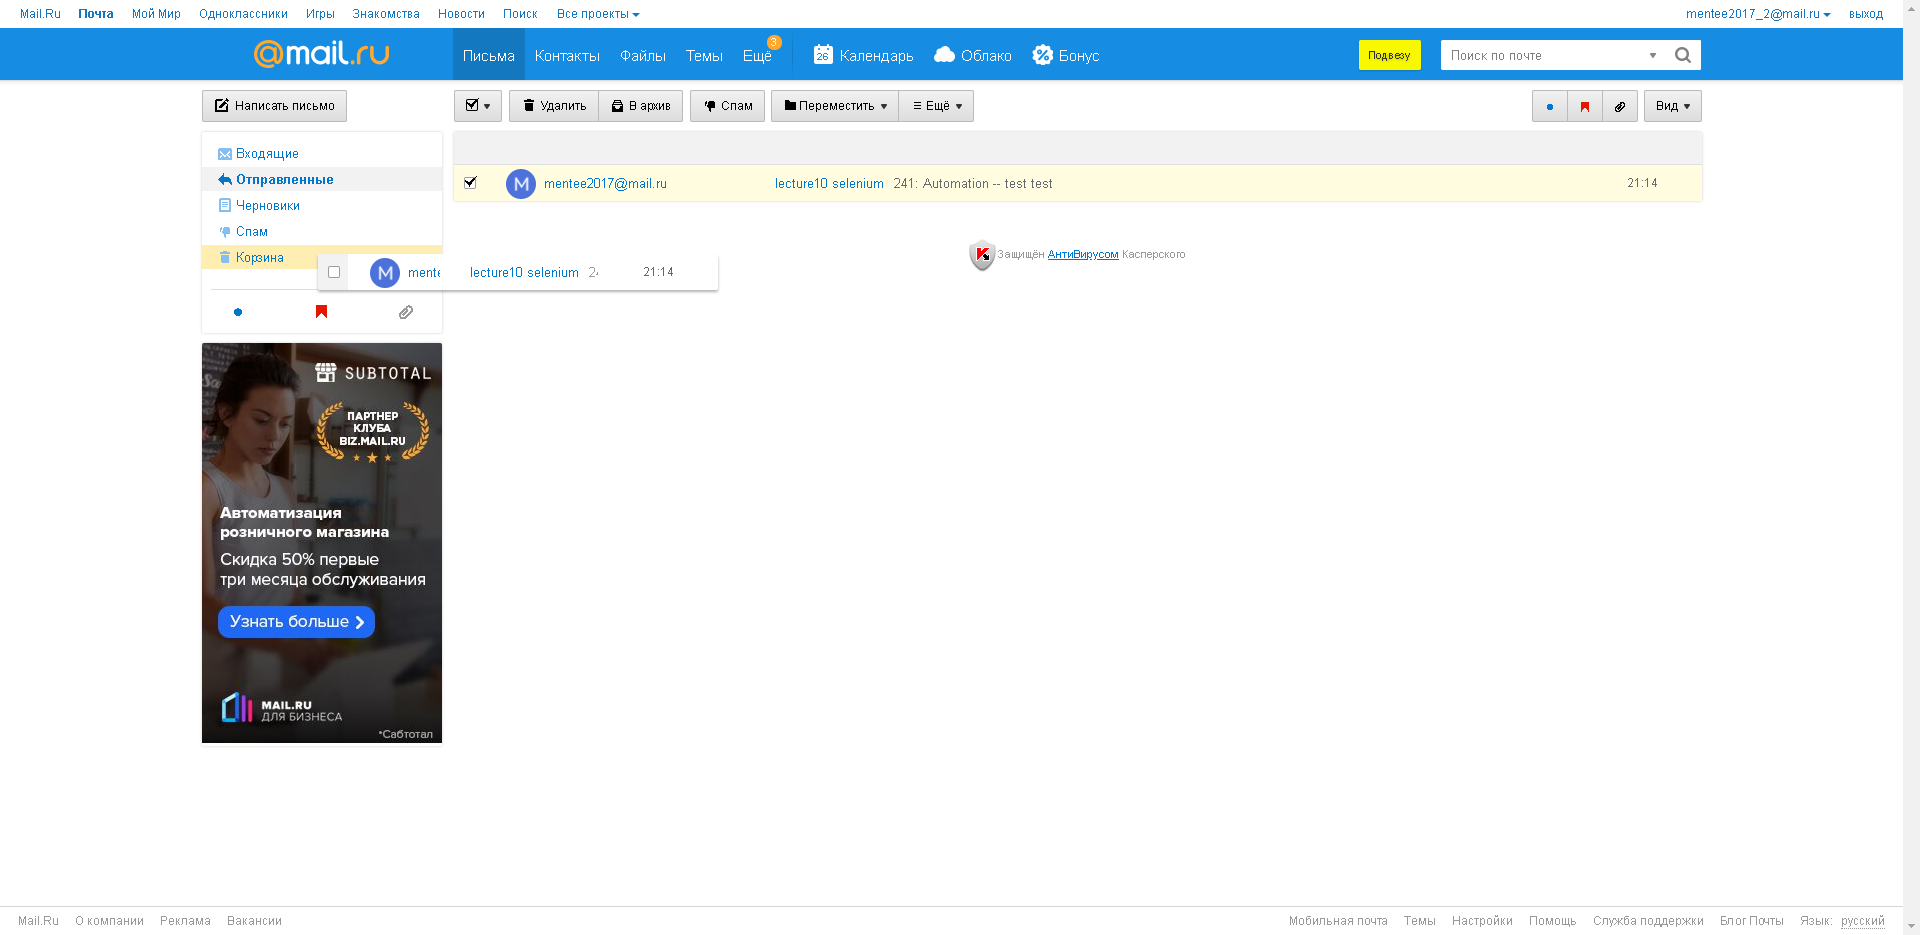 Mail.Ru Почта Мой Мир Одноклассники Игры Знакомства Новости Поиск Все проекты mentee2017_2@mail.ru выход
@mail.ru Письма Контакты Файлы Темы Ещё 3 26 Календарь Облако Бонус Подвезу Поиск по почте
Написать письмо Удалить В архив Спам Переместить Ещё Вид
Входящие
Отправленные
Черновики
Спам
Корзина
M mentee2017@mail.ru lecture10 selenium 241: Automation -- test test 21:14
Защищён АнтиВирусом Касперского
M mente lecture10 selenium 24 21:14
SUBTOTAL
ПАРТНЕР
КЛУБА
BIZ.MAIL.RU
Автоматизация
розничного магазина
Скидка 50% первые
три месяца обслуживания
Узнать больше
MAIL.RU
ДЛЯ БИЗНЕСА
*Сабтотал
Mail.Ru О компании Реклама Вакансии Мобильная почта Темы Настройки Помощь Служба поддержки Блог Почты Язык: русский